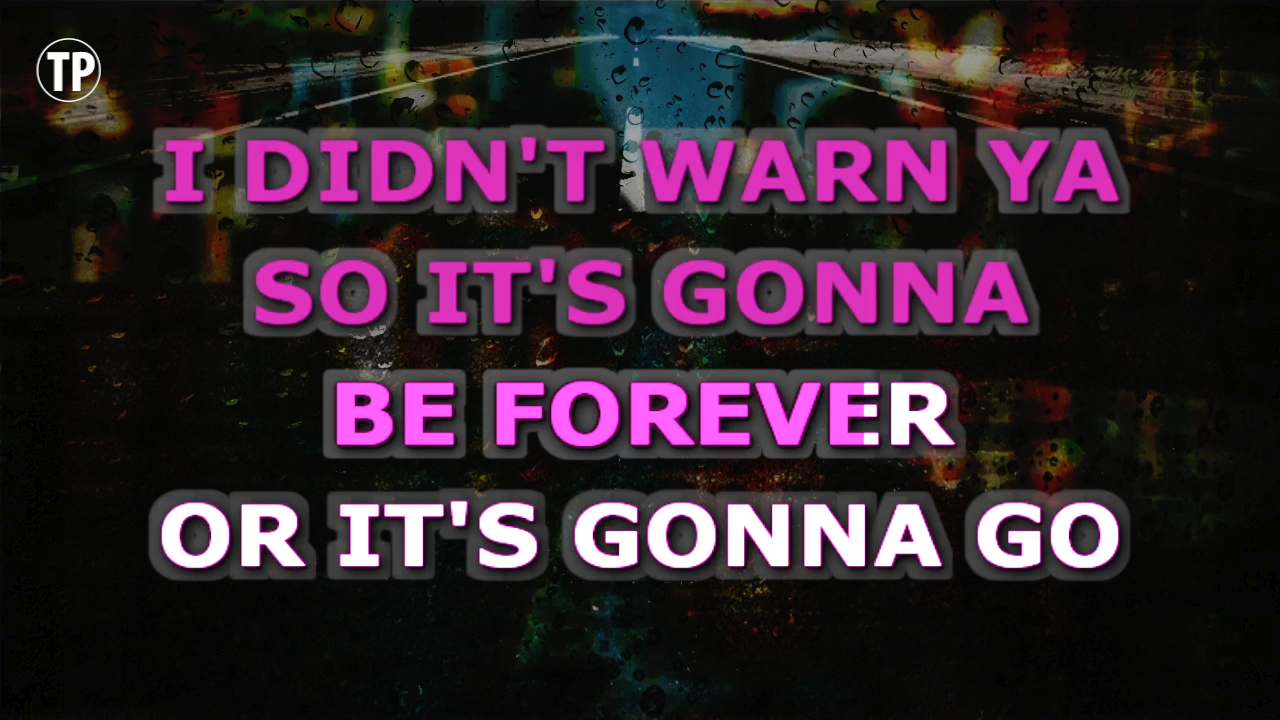 TP
I DIDN'T WARN YA
SO IT'S GONNA
BE FOREVER
OR IT'S GONNA GO